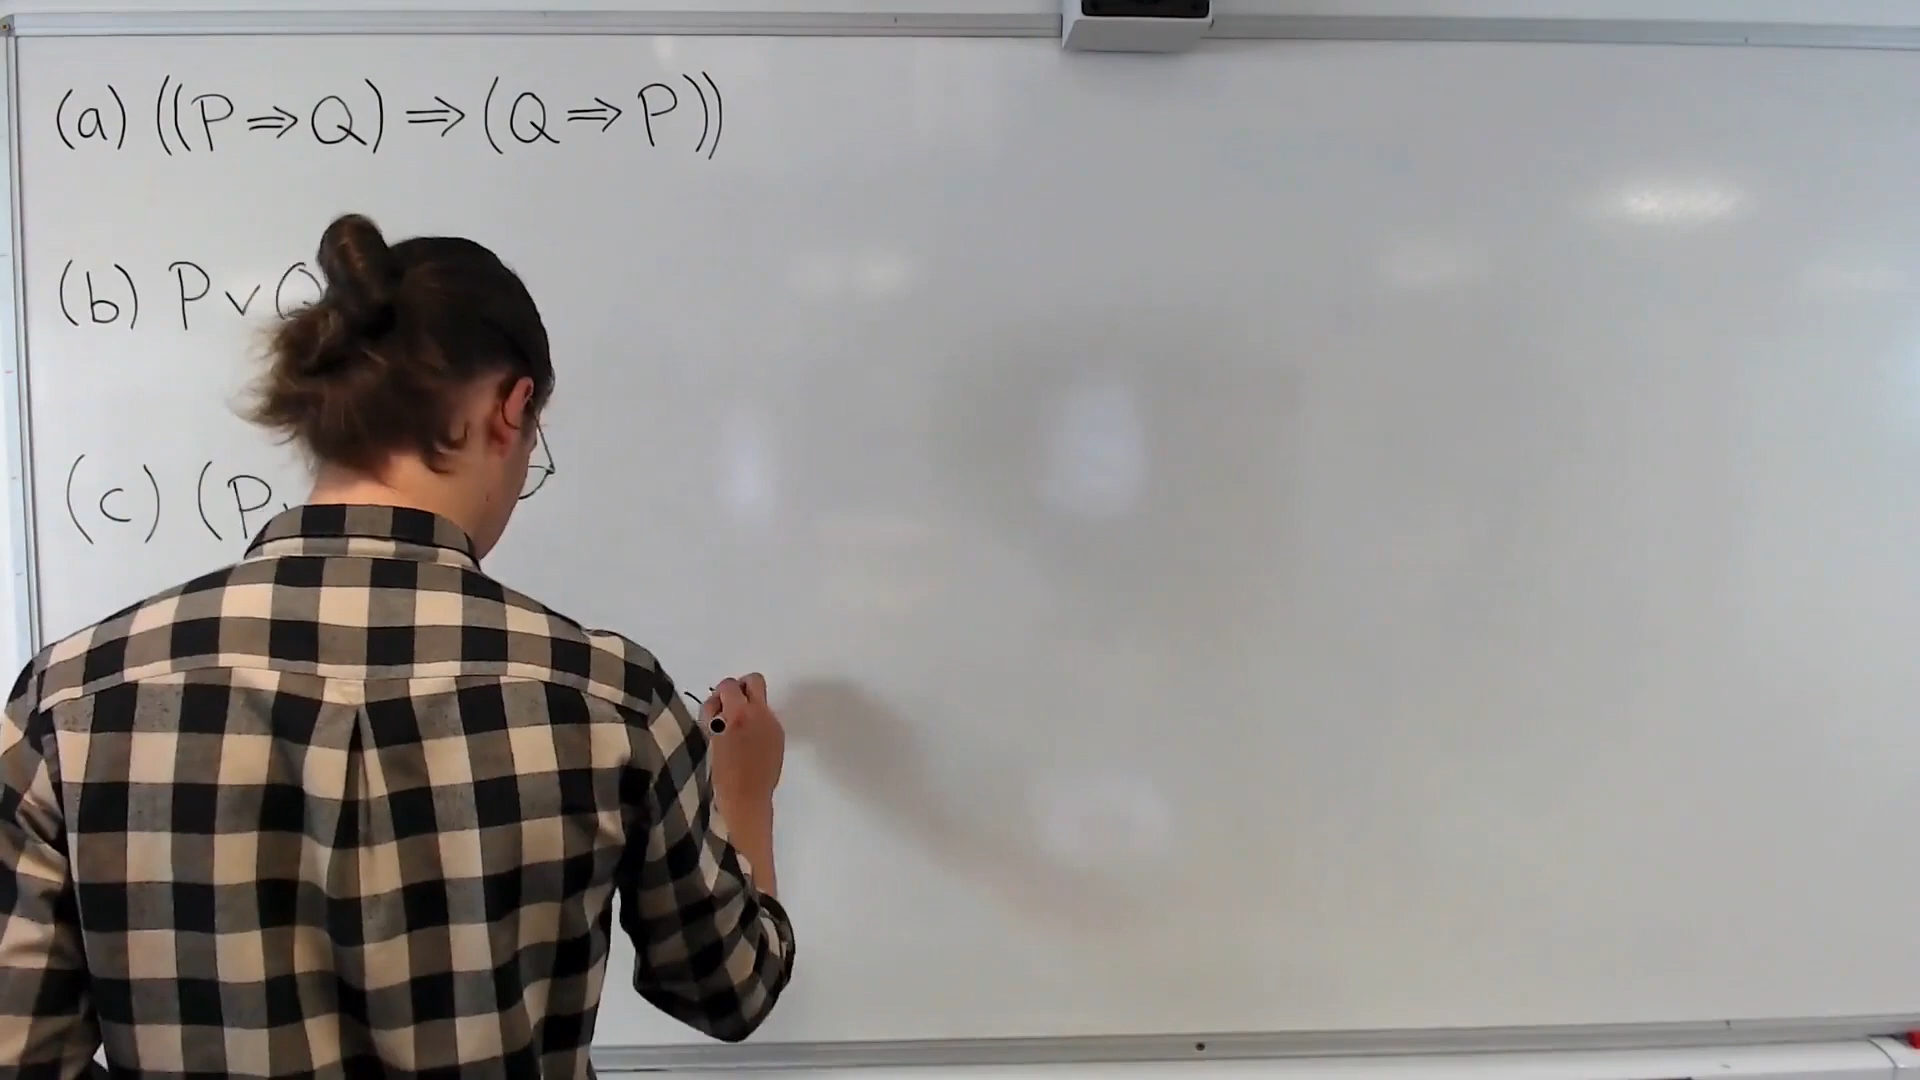 (a) ((P ⇒ Q) ⇒ (Q ⇒ P))
(b) P ∨ Q
(c) (P